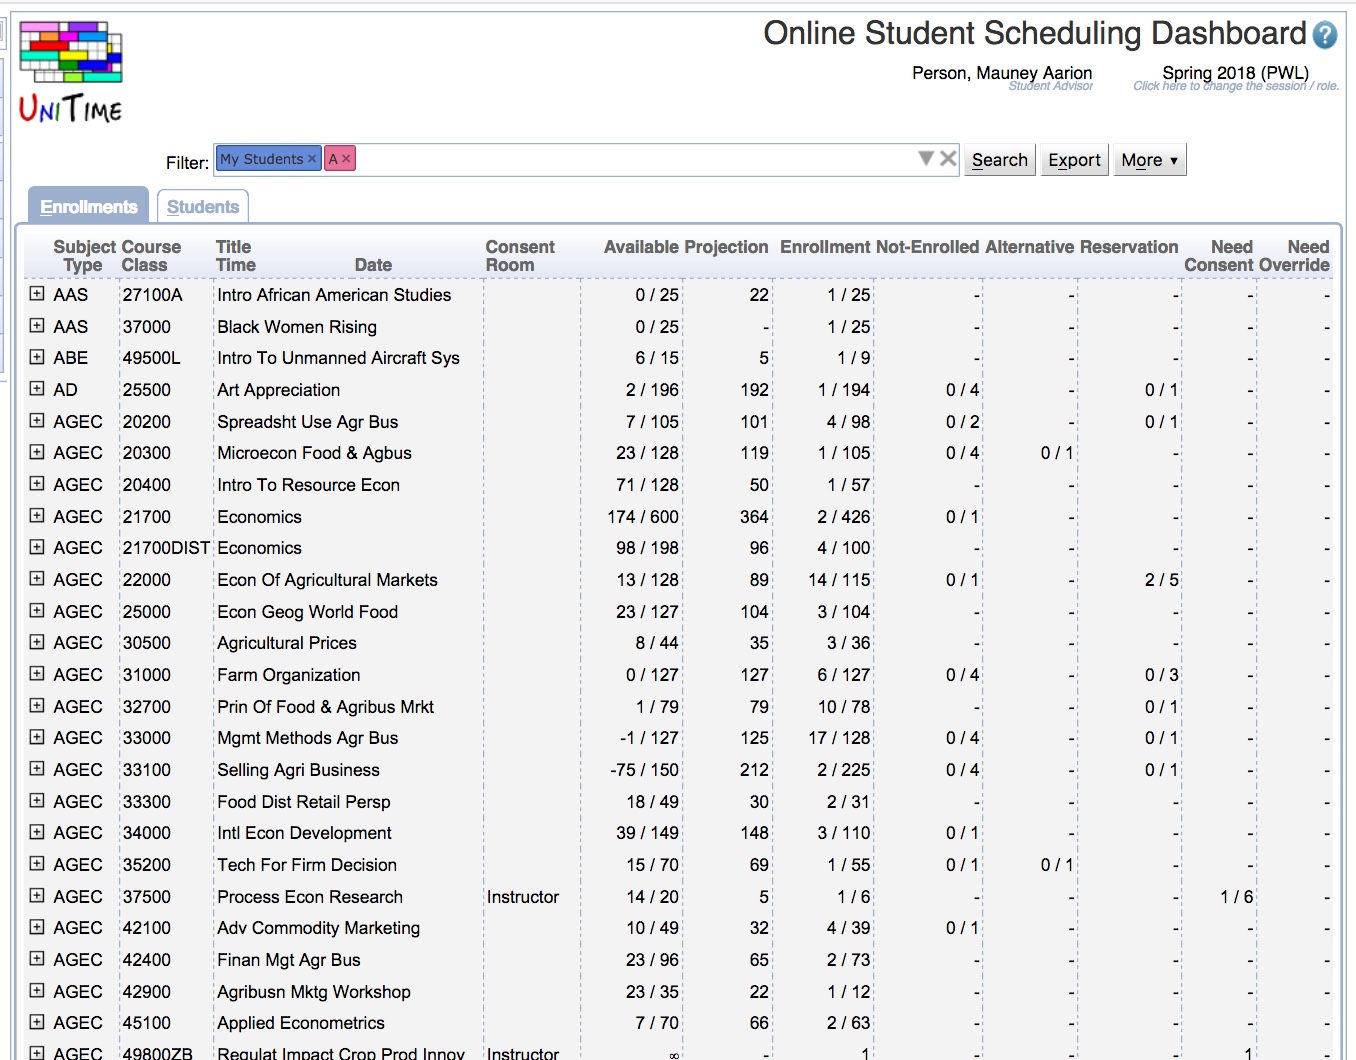 Online Student Scheduling Dashboard ?
Person, Mauney Aarion Spring 2018 (PWL)
Student Advisor Click here to change the session / role.
UNITIME
Filter: My Students × A × Search Export More ▼
Enrollments Students
Subject Course Title Consent Available Projection Enrollment Not-Enrolled Alternative Reservation Need Need
Type Class Time Date Room Consent Override
AAS 27100A Intro African American Studies 0 / 25 22 1 / 25 - - - - -
AAS 37000 Black Women Rising 0 / 25 - 1 / 25 - - - - -
ABE 49500L Intro To Unmanned Aircraft Sys 6 / 15 5 1 / 9 - - - - -
AD 25500 Art Appreciation 2 / 196 192 1 / 194 0 / 4 - 0 / 1 - -
AGEC 20200 Spreadsht Use Agr Bus 7 / 105 101 4 / 98 0 / 2 - 0 / 1 - -
AGEC 20300 Microecon Food & Agbus 23 / 128 119 1 / 105 0 / 4 0 / 1 - - -
AGEC 20400 Intro To Resource Econ 71 / 128 50 1 / 57 - - - - -
AGEC 21700 Economics 174 / 600 364 2 / 426 0 / 1 - - - -
AGEC 21700DIST Economics 98 / 198 96 4 / 100 - - - - -
AGEC 22000 Econ Of Agricultural Markets 13 / 128 89 14 / 115 0 / 1 - 2 / 5 - -
AGEC 25000 Econ Geog World Food 23 / 127 104 3 / 104 - - - - -
AGEC 30500 Agricultural Prices 8 / 44 35 3 / 36 - - - - -
AGEC 31000 Farm Organization 0 / 127 127 6 / 127 0 / 4 - 0 / 3 - -
AGEC 32700 Prin Of Food & Agribus Mrkt 1 / 79 79 10 / 78 - - 0 / 1 - -
AGEC 33000 Mgmt Methods Agr Bus -1 / 127 125 17 / 128 0 / 4 - 0 / 1 - -
AGEC 33100 Selling Agri Business -75 / 150 212 2 / 225 0 / 4 - 0 / 1 - -
AGEC 33300 Food Dist Retail Persp 18 / 49 30 2 / 31 - - - - -
AGEC 34000 Intl Econ Development 39 / 149 148 3 / 110 0 / 1 - - - -
AGEC 35200 Tech For Firm Decision 15 / 70 69 1 / 55 0 / 1 0 / 1 - - -
AGEC 37500 Process Econ Research Instructor 14 / 20 5 1 / 6 - - - 1 / 6 -
AGEC 42100 Adv Commodity Marketing 10 / 49 32 4 / 39 0 / 1 - - - -
AGEC 42400 Finan Mgt Agr Bus 23 / 96 65 2 / 73 - - - - -
AGEC 42900 Agribusn Mktg Workshop 23 / 35 22 1 / 12 - - - - -
AGEC 45100 Applied Econometrics 7 / 70 66 2 / 63 - - - - -
AGEC 49800ZB Regulat Impact Crop Prod Innov Instructor ∞ - 1 - - - 1 -